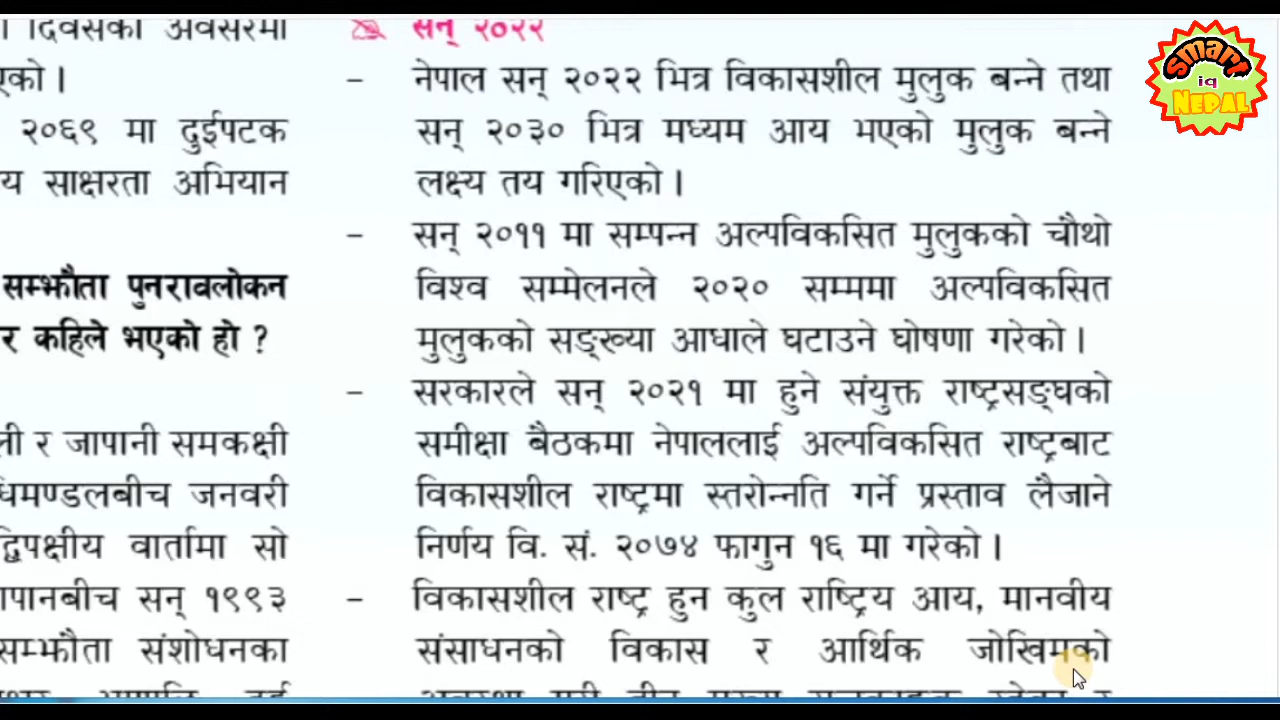 दिवसको अवसरमा
एको ।
२०६९ मा दुईपटक
य साक्षरता अभियान
सम्झौता पुनरावलोकन
र कहिले भएको हो ?
ली र जापानी समकक्षी
धिमण्डलबीच जनवरी
द्विपक्षीय वार्तामा सो
ापानबीच सन् १९९३
सम्झौता संशोधनका
सन् २०२२
- नेपाल सन् २०२२ भित्र विकासशील मुलुक बन्ने तथा
सन् २०३० भित्र मध्यम आय भएको मुलुक बन्ने
लक्ष्य तय गरिएको ।
- सन् २०११ मा सम्पन्न अल्पविकसित मुलुकको चौथो
विश्व सम्मेलनले २०२० सम्ममा अल्पविकसित
मुलुकको सङ्ख्या आधाले घटाउने घोषणा गरेको ।
- सरकारले सन् २०२१ मा हुने संयुक्त राष्ट्रसङ्घको
समीक्षा बैठकमा नेपाललाई अल्पविकसित राष्ट्रबाट
विकासशील राष्ट्रमा स्तरोन्नति गर्ने प्रस्ताव लैजाने
निर्णय वि. सं. २०७४ फागुन १६ मा गरेको ।
- विकासशील राष्ट्र हुन कुल राष्ट्रिय आय, मानवीय
संसाधनको विकास र आर्थिक जोखिमको
Smart
iq
NEPAL